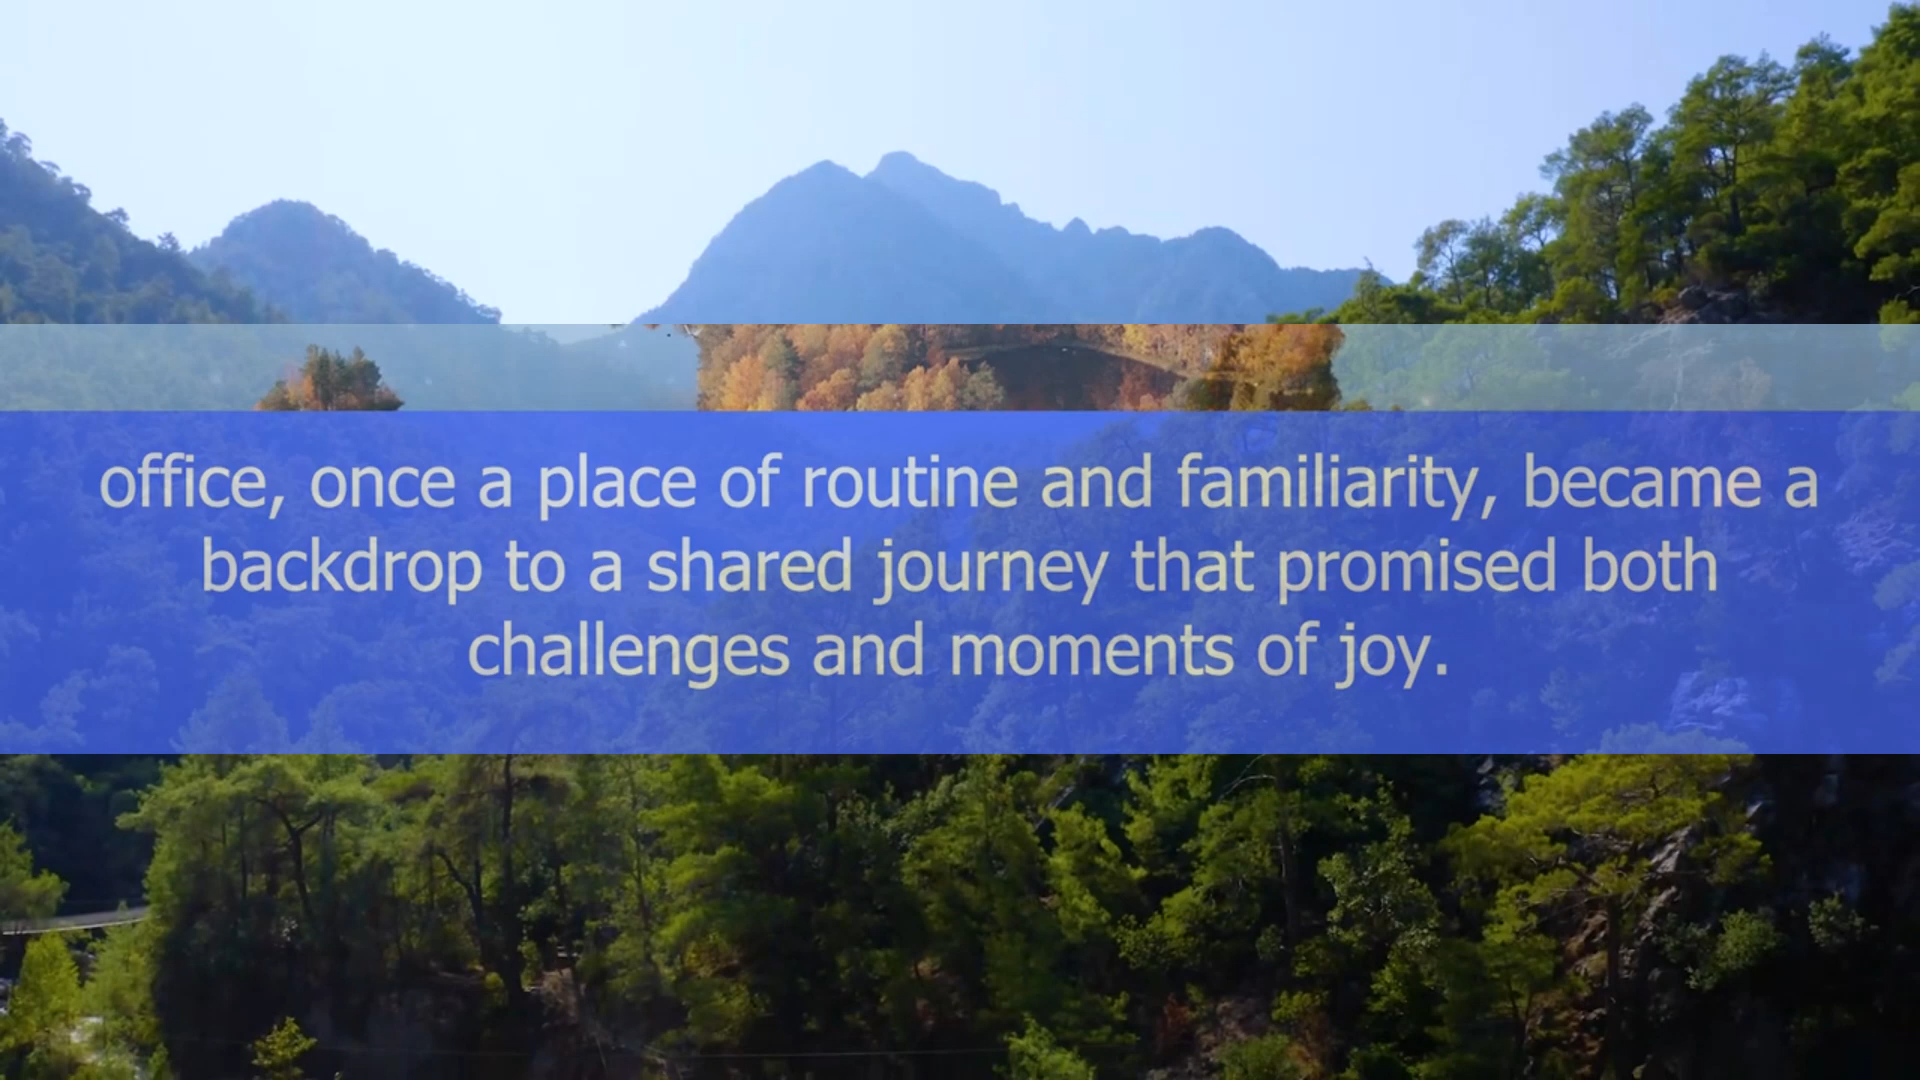 office, once a place of routine and familiarity, became a
backdrop to a shared journey that promised both
challenges and moments of joy.